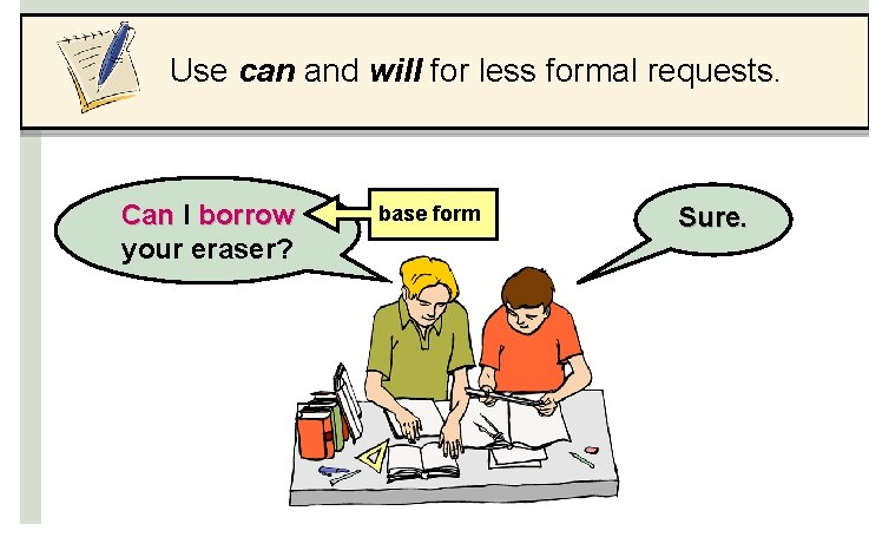 Use can and will for less formal requests.
Can I borrow
your eraser?
base form
Sure.